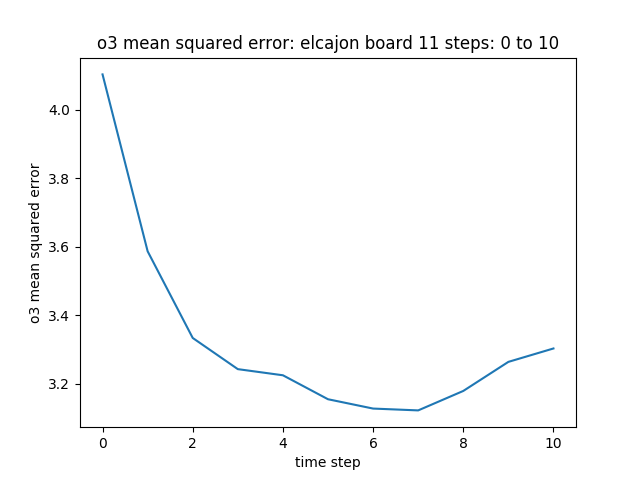 o3 mean squared error: elcajon board 11 steps: 0 to 10
o3 mean squared error
4.0
3.8
3.6
3.4
3.2
0 2 4 6 8 10
time step